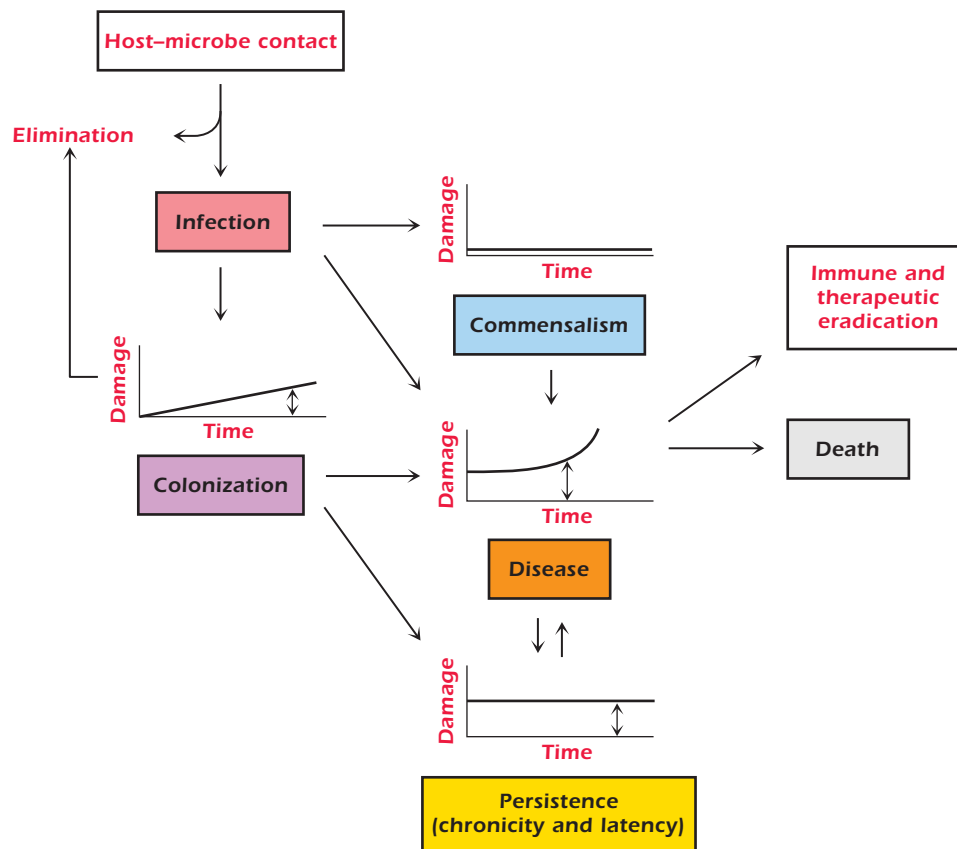 Host–microbe contact
Elimination
Infection
Damage
Time
Commensalism
Immune and
therapeutic
eradication
Damage
Time
Colonization
Damage
Time
Disease
Death
Damage
Time
Persistence
(chronicity and latency)